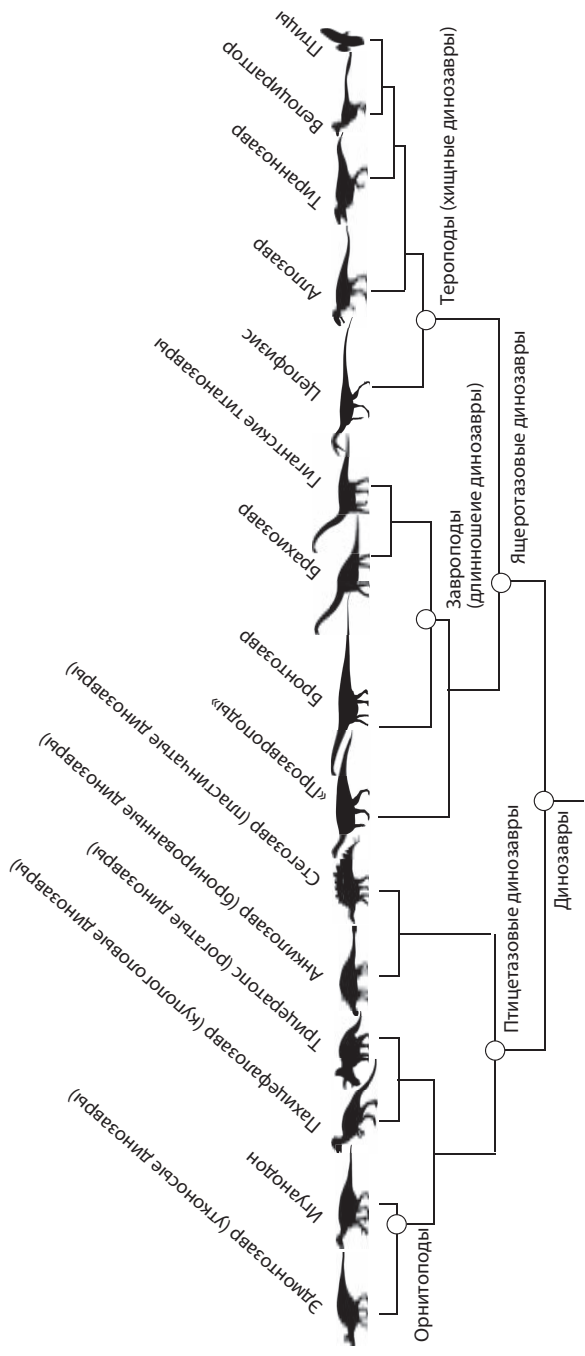 Эдмонтозавр (утконосые динозавры)
Игуанодон
Пахицефалозавр (купологоловые динозавры)
Трицератопс (рогатые динозавры)
Анкилозавр (бронированные динозавры)
Стегозавр (пластинчатые динозавры)
«Прозавроподы»
Бронтозавр
Брахиозавр
Гигантские титанозавры
Целофизис
Аллозавр
Тираннозавр
Велоцираптор
Птицы
Орнитоподы
Завроподы
(длинношеие динозавры)
Тероподы (хищные динозавры)
Птицетазовые динозавры
Ящеротазовые динозавры
Динозавры